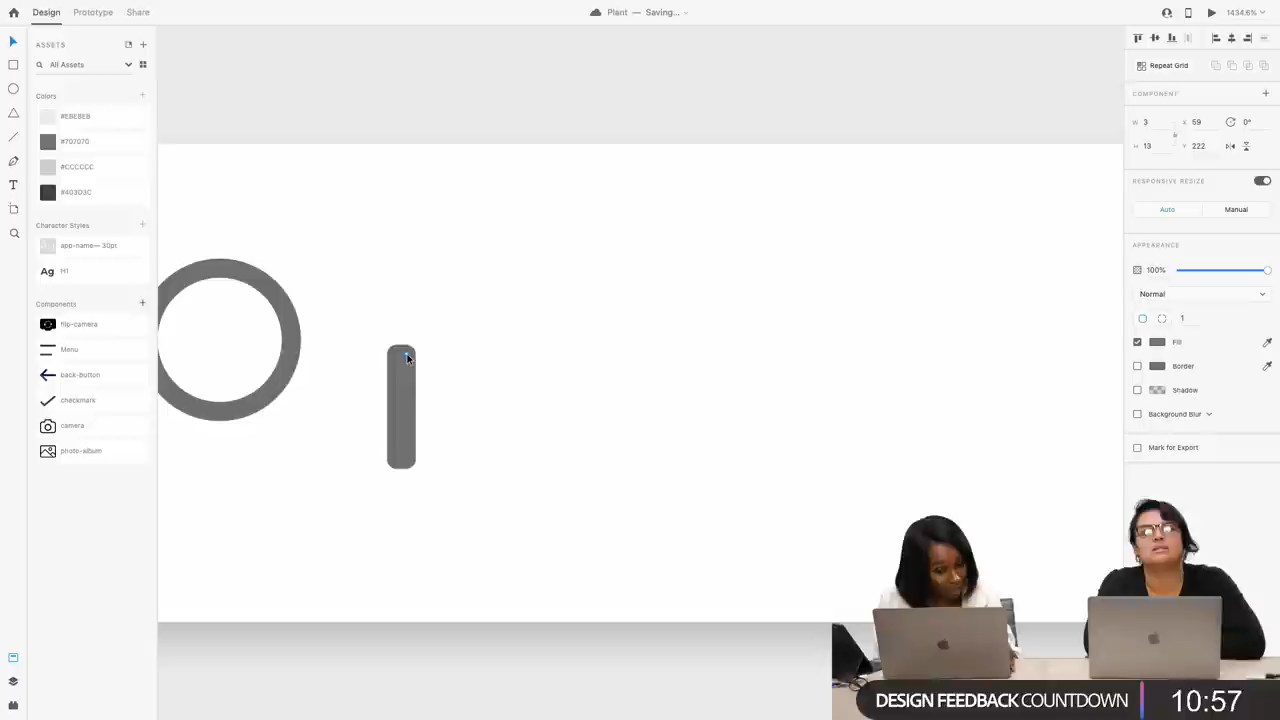 Design Prototype Share
Plant — Saving...
1434.6%
ASSETS
All Assets
Repeat Grid
Colors
COMPONENT
#EBEBEB
W 3 X 59 0°
#707070
H 13 Y 222
#CCCCCC
RESPONSIVE RESIZE
#403D3C
Auto Manual
Character Styles
app-name— 30pt
APPEARANCE
Ag H1
100%
Normal
Components
flip-camera
1
Menu
Fill
back-button
Border
checkmark
Shadow
camera
Background Blur
photo-album
Mark for Export
DESIGN FEEDBACK COUNTDOWN 10:57